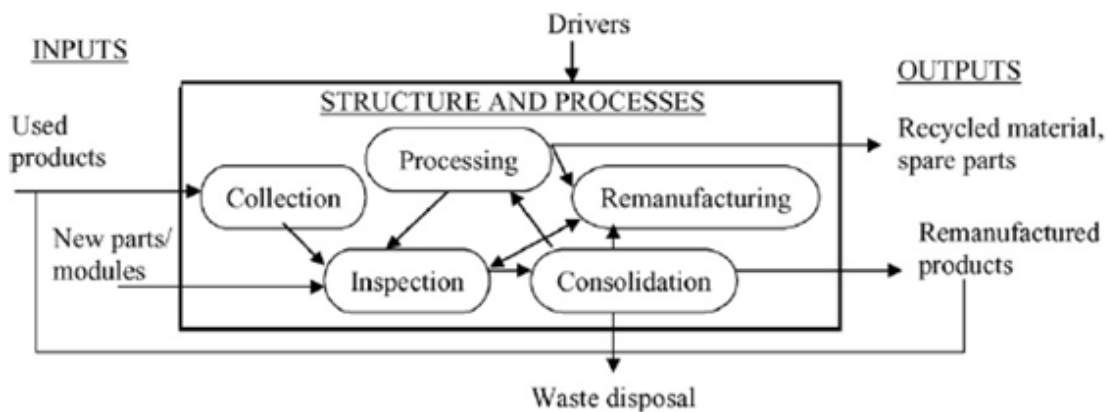 Drivers
INPUTS
OUTPUTS
STRUCTURE AND PROCESSES
Used
products
Processing
Recycled material,
spare parts
Collection
Remanufacturing
New parts/
modules
Inspection
Consolidation
Remanufactured
products
Waste disposal